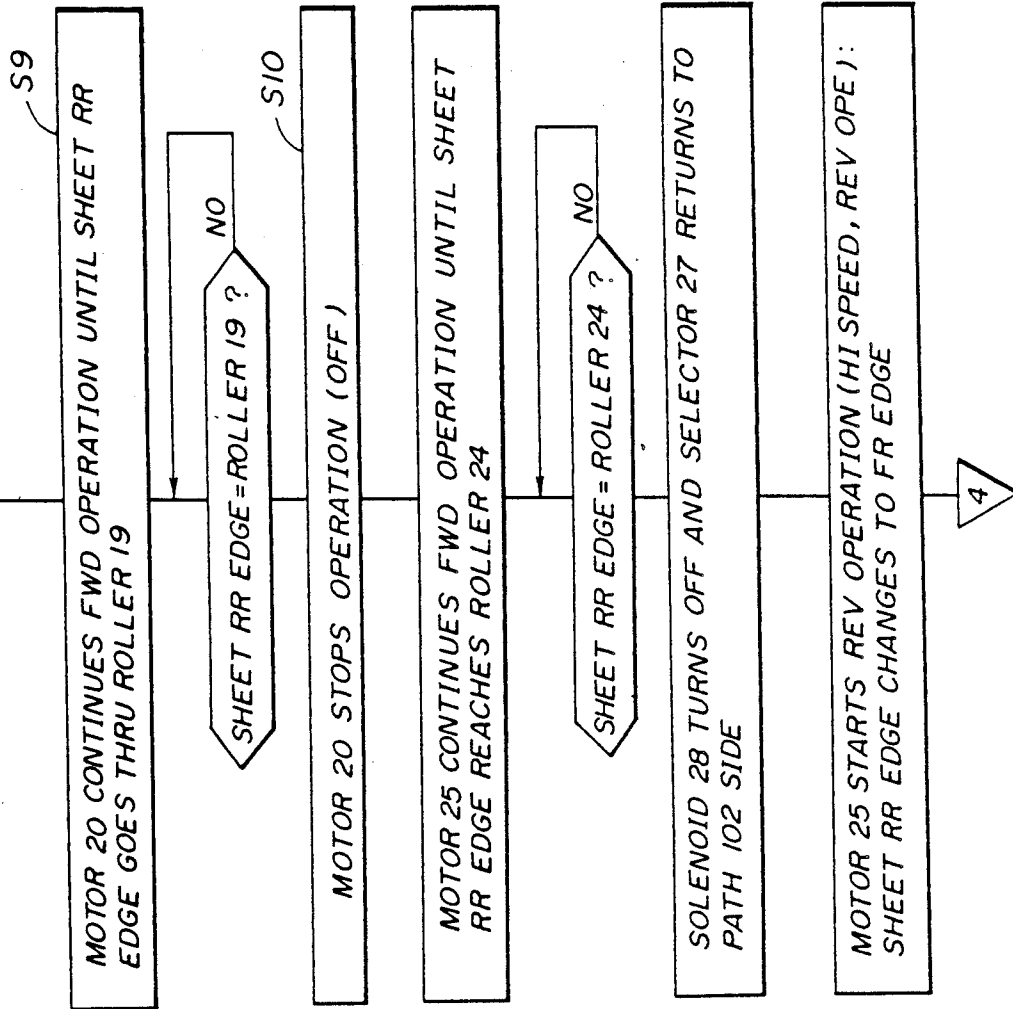 S9
MOTOR 20 CONTINUES FWD OPERATION UNTIL SHEET RR
EDGE GOES THRU ROLLER 19
SHEET RR EDGE=ROLLER 19 ?
NO
S10
MOTOR 20 STOPS OPERATION (OFF)
MOTOR 25 CONTINUES FWD OPERATION UNTIL SHEET
RR EDGE REACHES ROLLER 24
SHEET RR EDGE=ROLLER 24 ?
NO
SOLENOID 28 TURNS OFF AND SELECTOR 27 RETURNS TO
PATH 102 SIDE
MOTOR 25 STARTS REV OPERATION (HI SPEED, REV OPE):
SHEET RR EDGE CHANGES TO FR EDGE
4